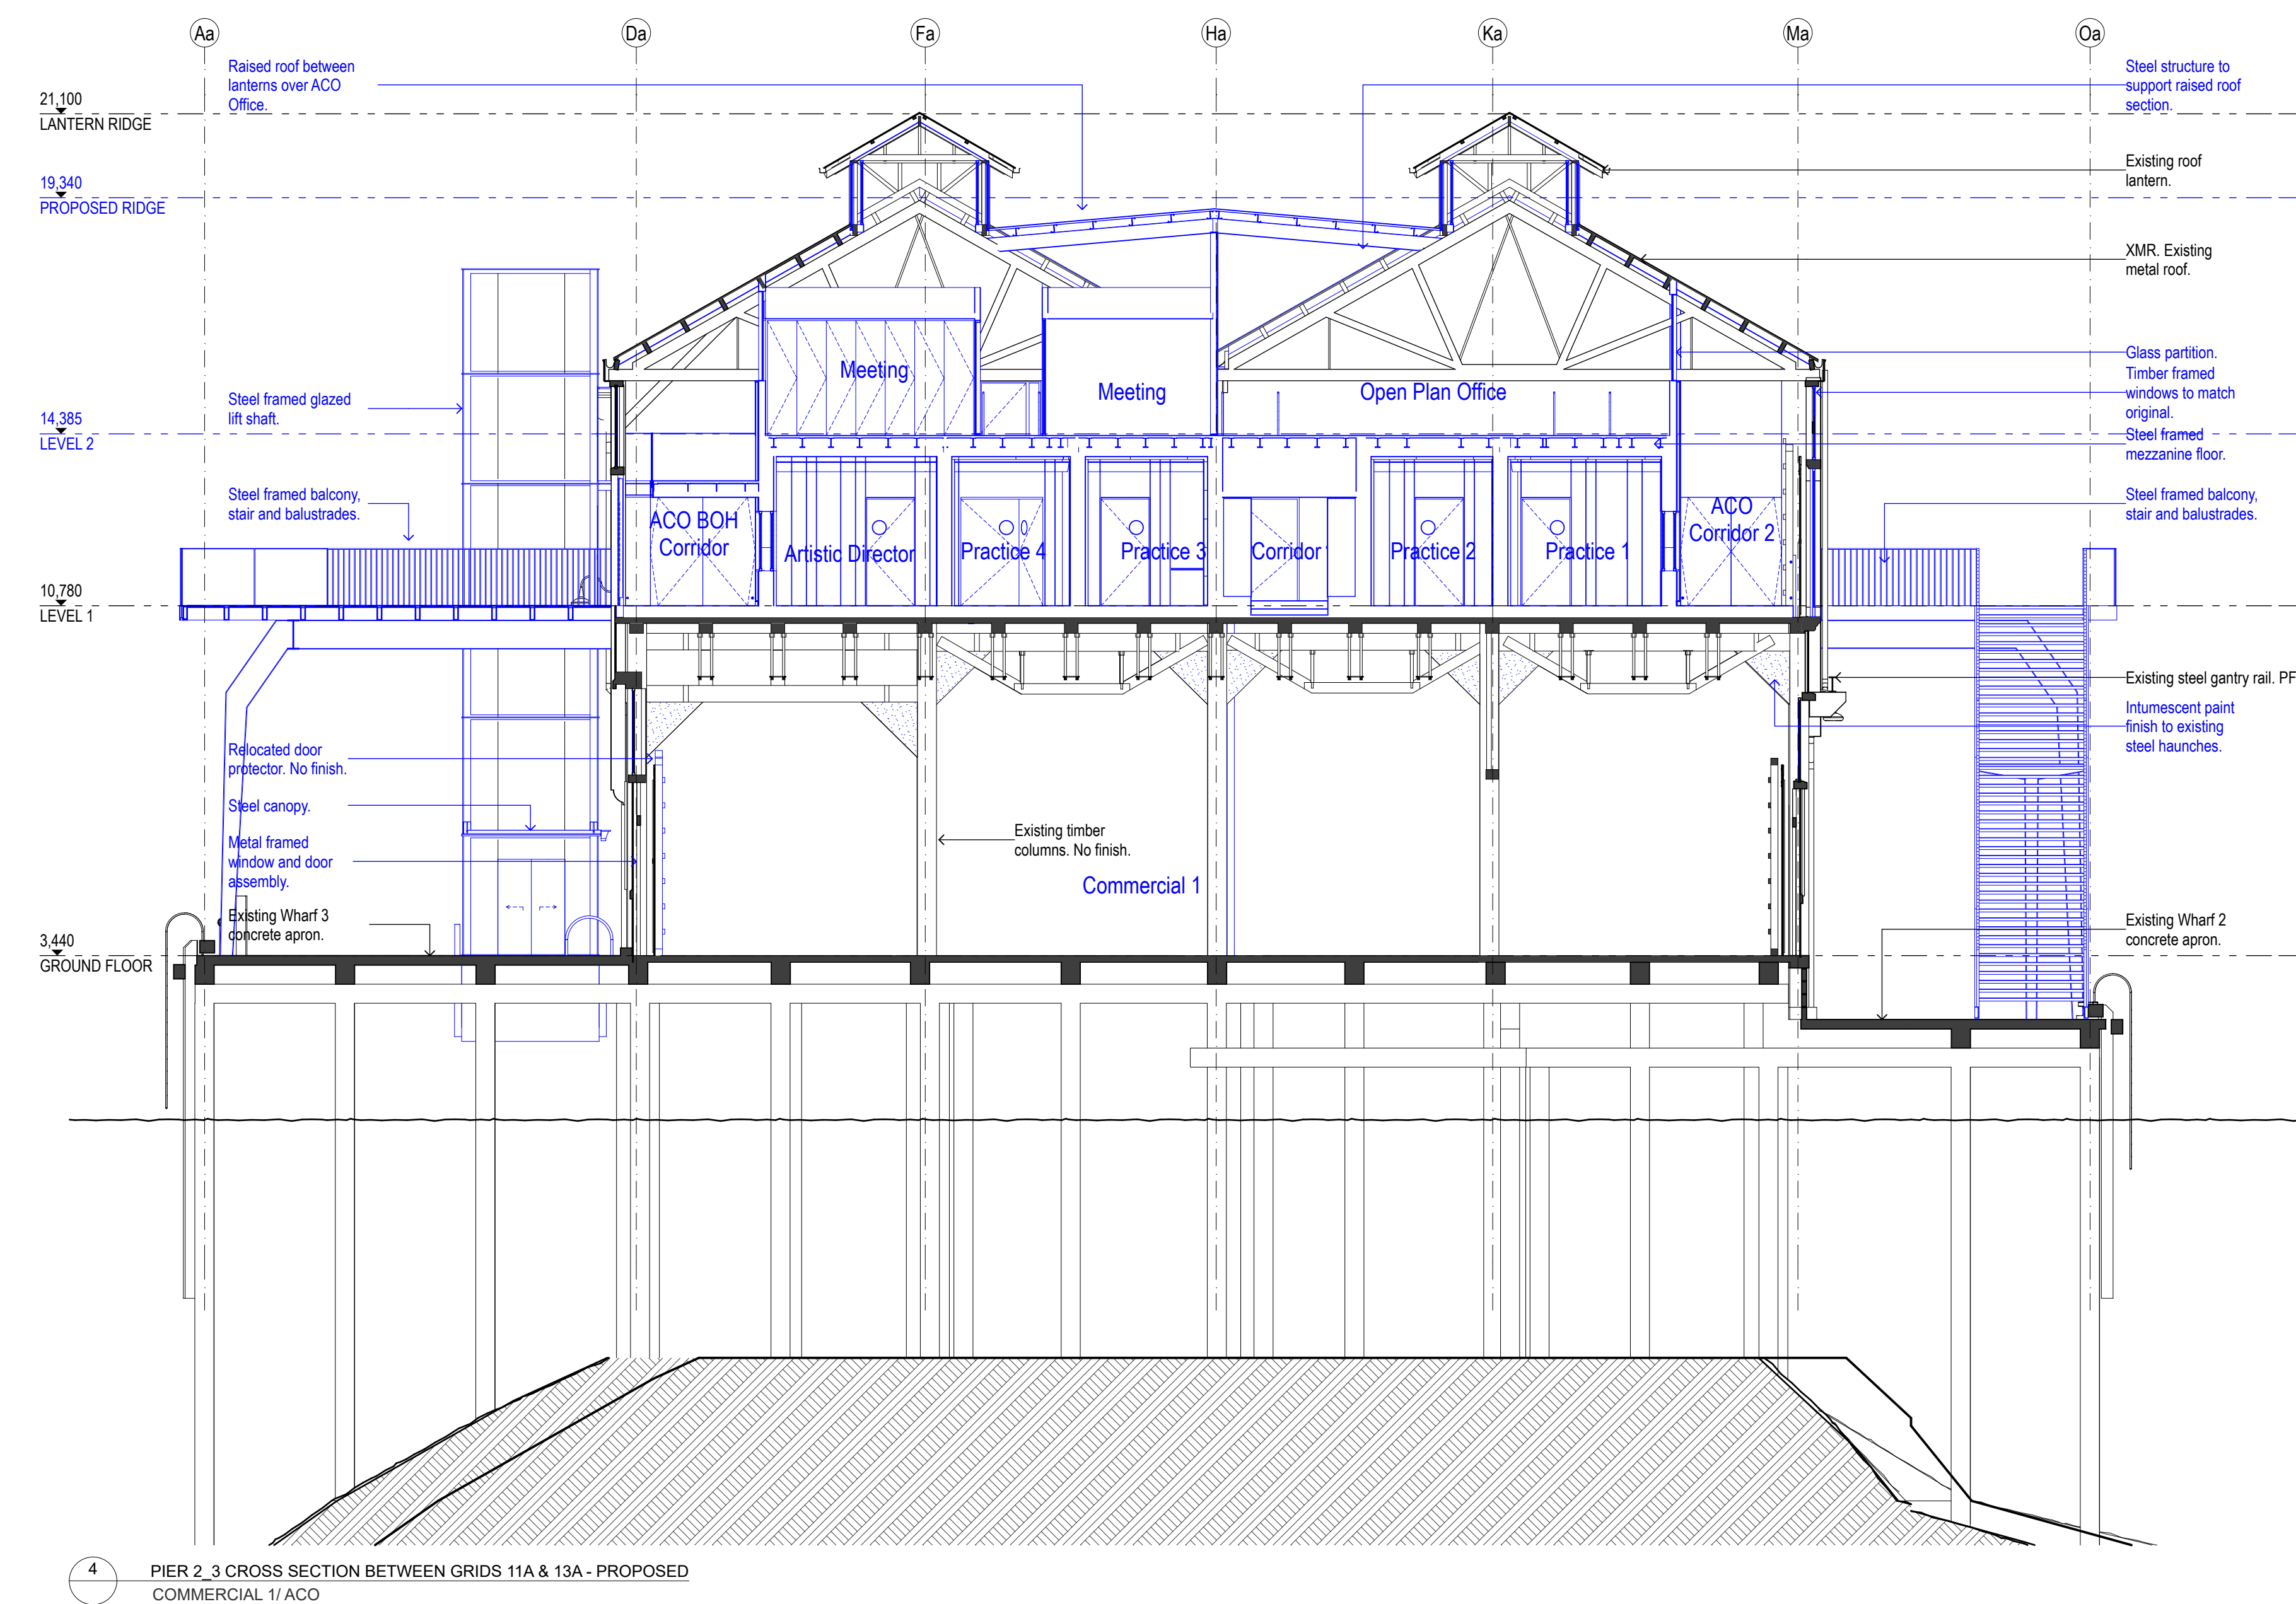 Aa
Da
Fa
Ha
Ka
Ma
Oa
Raised roof between
lanterns over ACO
Office.
Steel structure to
support raised roof
section.
21,100
LANTERN RIDGE
Existing roof
lantern.
19,340
PROPOSED RIDGE
XMR. Existing
metal roof.
Glass partition.
Timber framed
windows to match
original.
Steel framed
mezzanine floor.
Meeting
Meeting
Open Plan Office
Steel framed glazed
lift shaft.
14,385
LEVEL 2
Steel framed balcony,
stair and balustrades.
Steel framed balcony,
stair and balustrades.
ACO BOH
Corridor
Artistic Director
Practice 4
Practice 3
Corridor
Practice 2
Practice 1
ACO
Corridor 2
10,780
LEVEL 1
Existing steel gantry rail. PF
Intumescent paint
finish to existing
steel haunches.
Relocated door
protector. No finish.
Steel canopy.
Metal framed
window and door
assembly.
Existing timber
columns. No finish.
Commercial 1
Existing Wharf 3
concrete apron.
Existing Wharf 2
concrete apron.
3,440
GROUND FLOOR
4
PIER 2_3 CROSS SECTION BETWEEN GRIDS 11A & 13A - PROPOSED
COMMERCIAL 1/ ACO